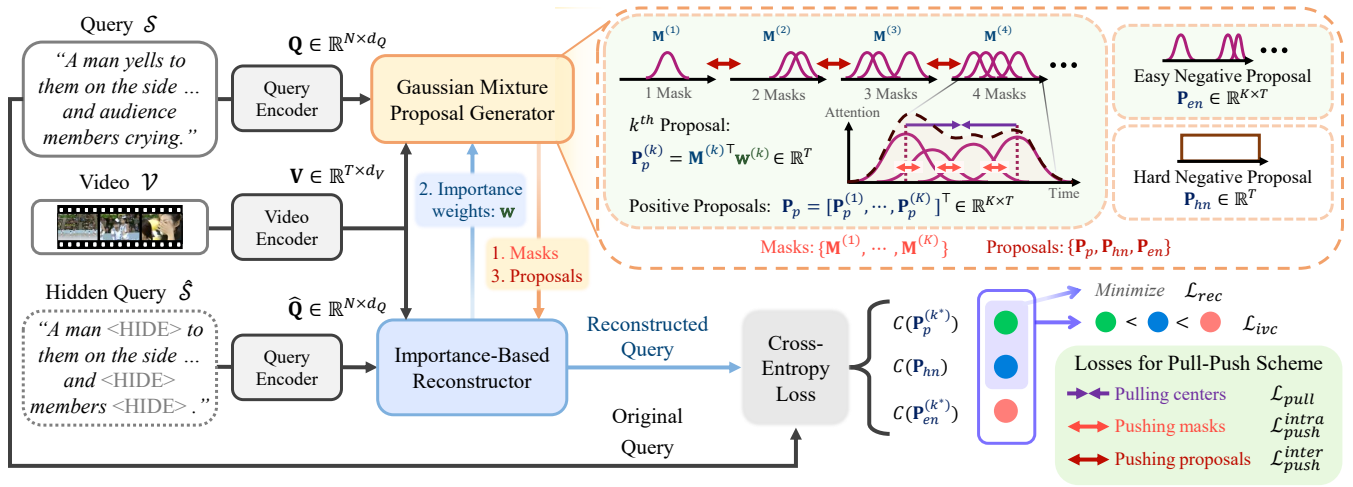 Query 𝒮
"A man yells to
them on the side ...
and audience
members crying."
Q ∈ ℝ^{N×d_Q}
Query
Encoder
Video 𝒱
V ∈ ℝ^{T×d_V}
Video
Encoder
Hidden Query 𝒮̂
"A man <HIDE> to
them on the side ...
and <HIDE>
members <HIDE> ."
Q̂ ∈ ℝ^{N×d_Q}
Query
Encoder
Gaussian Mixture
Proposal Generator
2. Importance
weights: w
1. Masks
3. Proposals
Importance-Based
Reconstructor
Reconstructed
Query
Original
Query
Cross-
Entropy
Loss
M^{(1)}
M^{(2)}
M^{(3)}
M^{(4)}
1 Mask
2 Masks
3 Masks
4 Masks
k^{th} Proposal:
P_p^{(k)} = M^{(k)⊤}w^{(k)} ∈ ℝ^T
Attention
Time
Positive Proposals: P_p = [P_p^{(1)}, ⋯, P_p^{(K)}]^⊤ ∈ ℝ^{K×T}
Easy Negative Proposal
P_{en} ∈ ℝ^{K×T}
Hard Negative Proposal
P_{hn} ∈ ℝ^T
Masks: {M^{(1)}, ⋯, M^{(K)}}
Proposals: {P_p, P_{hn}, P_{en}}
C(P_p^{(k*)})
C(P_{hn})
C(P_{en}^{(k*)})
Minimize ℒ_{rec}
< < ℒ_{ivc}
Losses for Pull-Push Scheme
Pulling centers ℒ_{pull}
Pushing masks ℒ_{push}^{intra}
Pushing proposals ℒ_{push}^{inter}